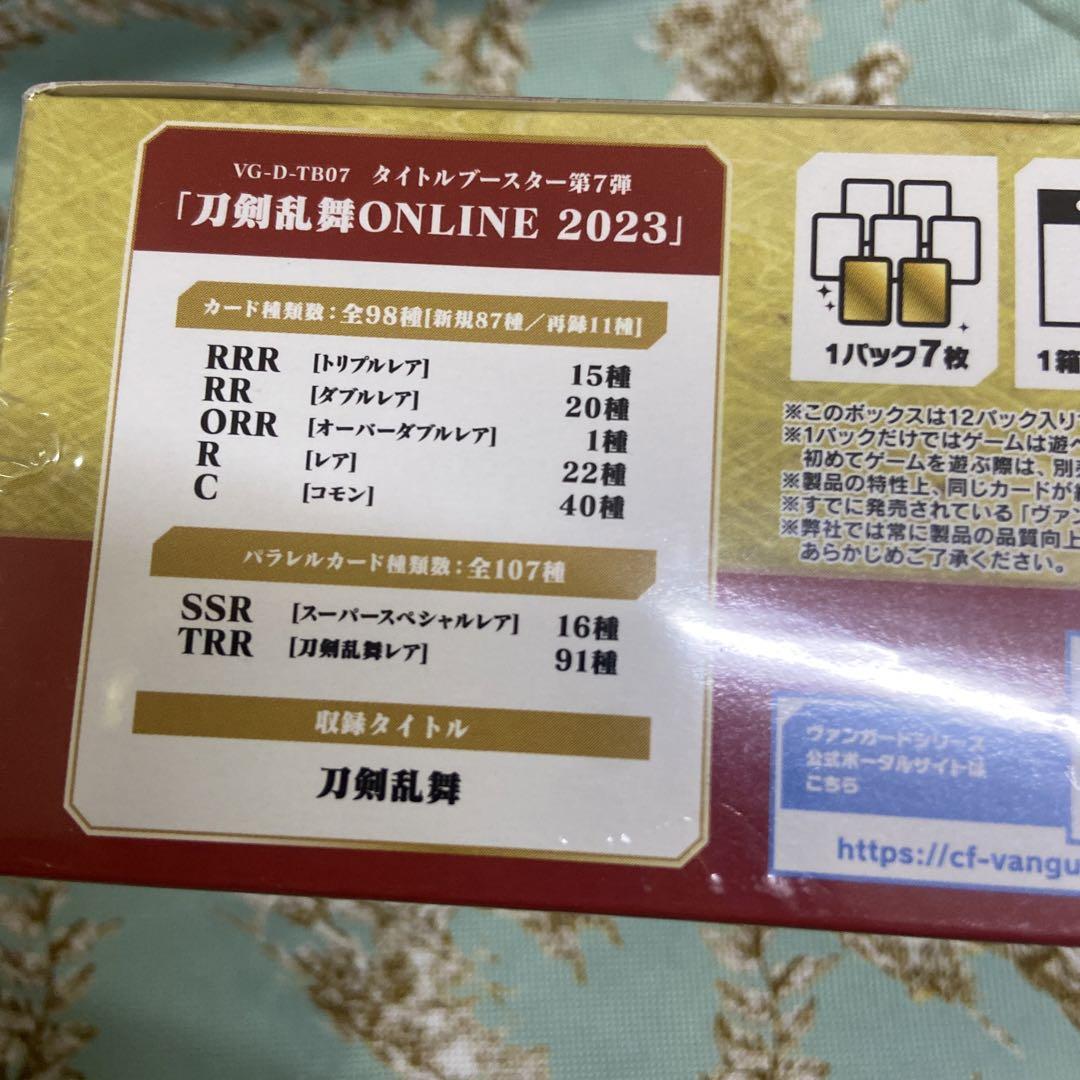 VG-D-TB07 タイトルブースター第7弾
「刀剣乱舞ONLINE 2023」
カード種類数：全98種[新規87種／再録11種]
RRR [トリプルレア] 15種
RR [ダブルレア] 20種
ORR [オーバーダブルレア] 1種
R [レア] 22種
C [コモン] 40種
パラレルカード種類数：全107種
SSR [スーパースペシャルレア] 16種
TRR [刀剣乱舞レア] 91種
収録タイトル
刀剣乱舞
1パック7枚
1箱
※このボックスは12パック入り
※1パックだけではゲームは遊べ
初めてゲームを遊ぶ際は、別
※製品の特性上、同じカードが
※すでに発売されている「ヴァン
※弊社では常に製品の品質向上
あらかじめご了承ください。
ヴァンガードシリーズ
公式ポータルサイトは
こちら
https://cf-vangu